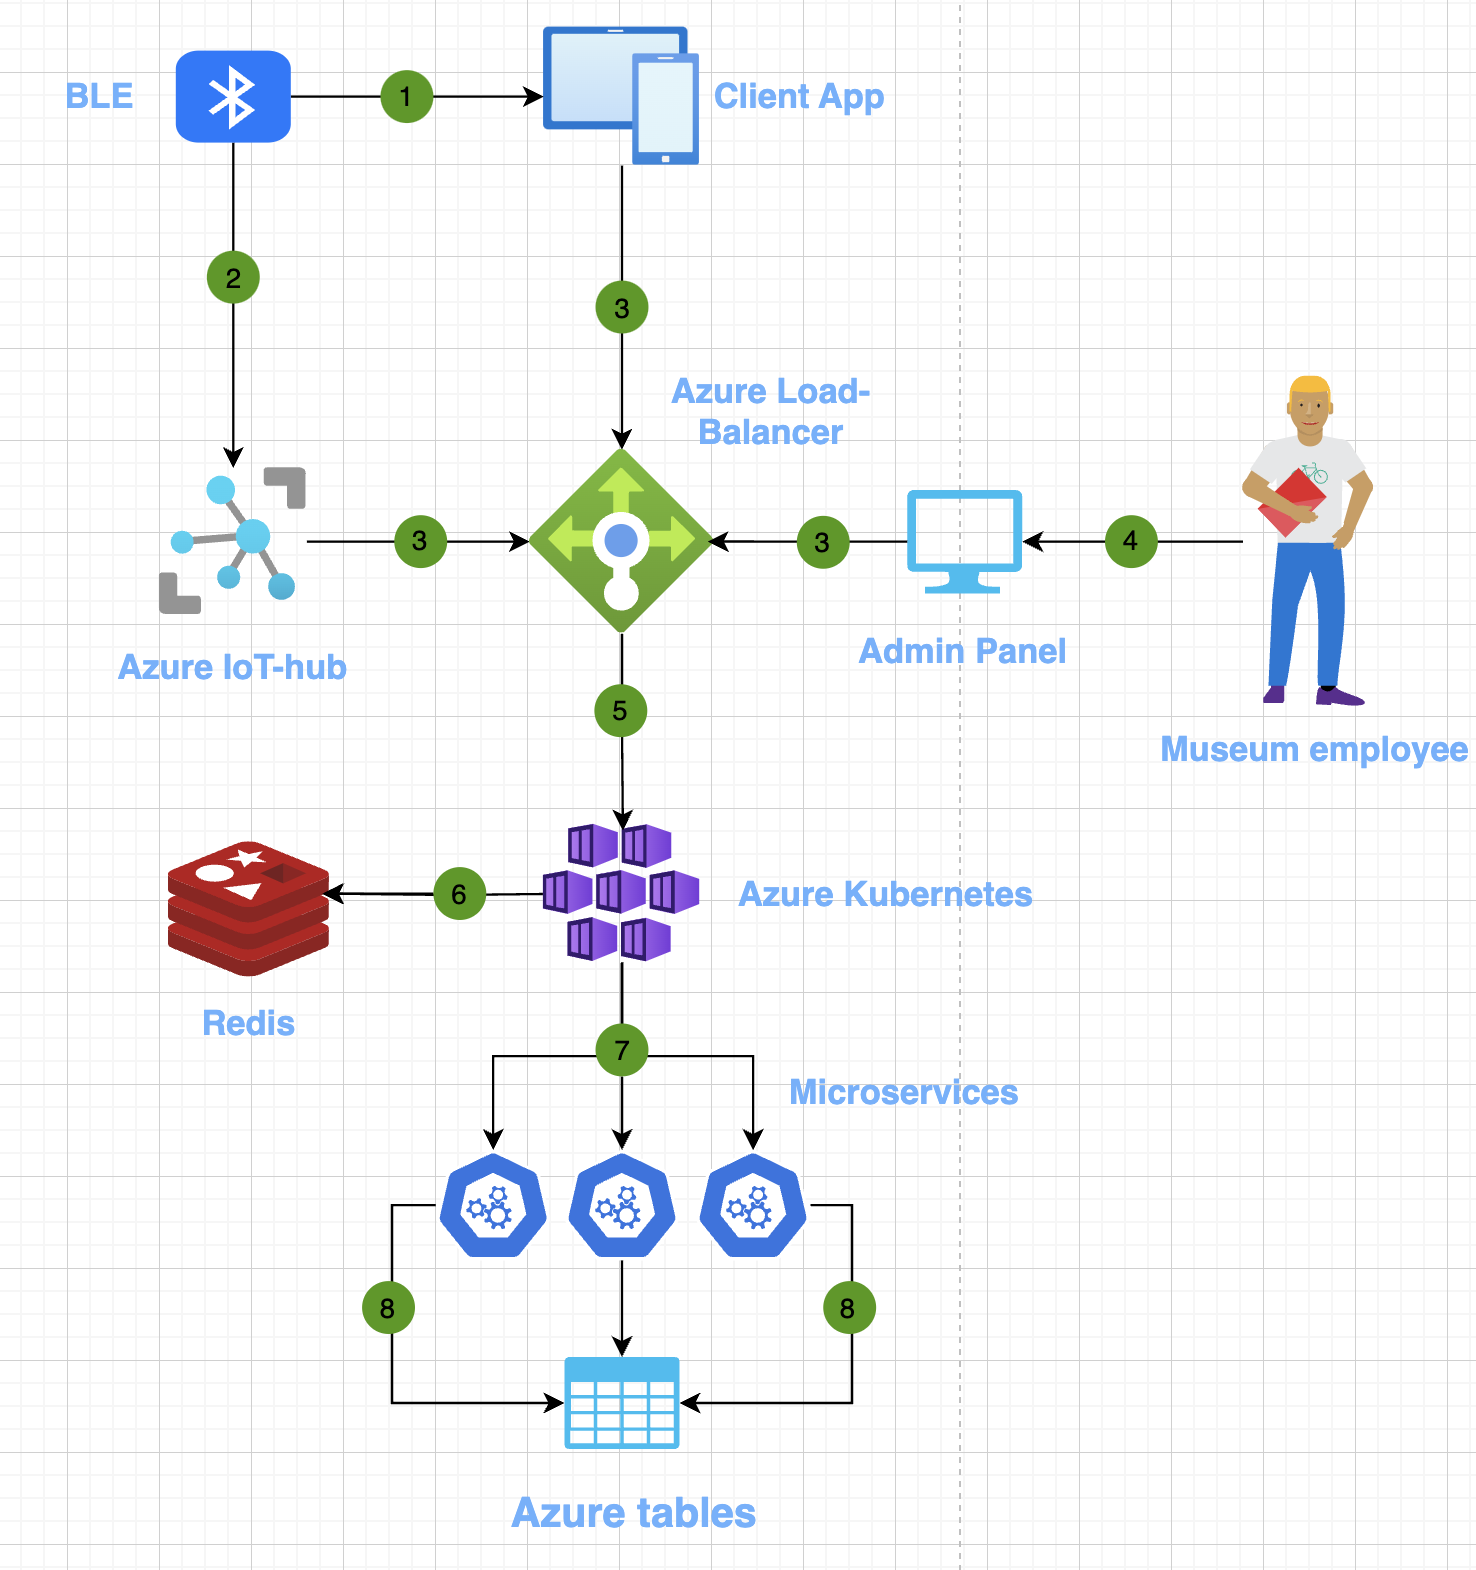 BLE
1
Client App
2
3
Azure Load-
Balancer
3
3
4
Azure IoT-hub
Admin Panel
5
Museum employee
6
Azure Kubernetes
Redis
7
Microservices
8
8
Azure tables